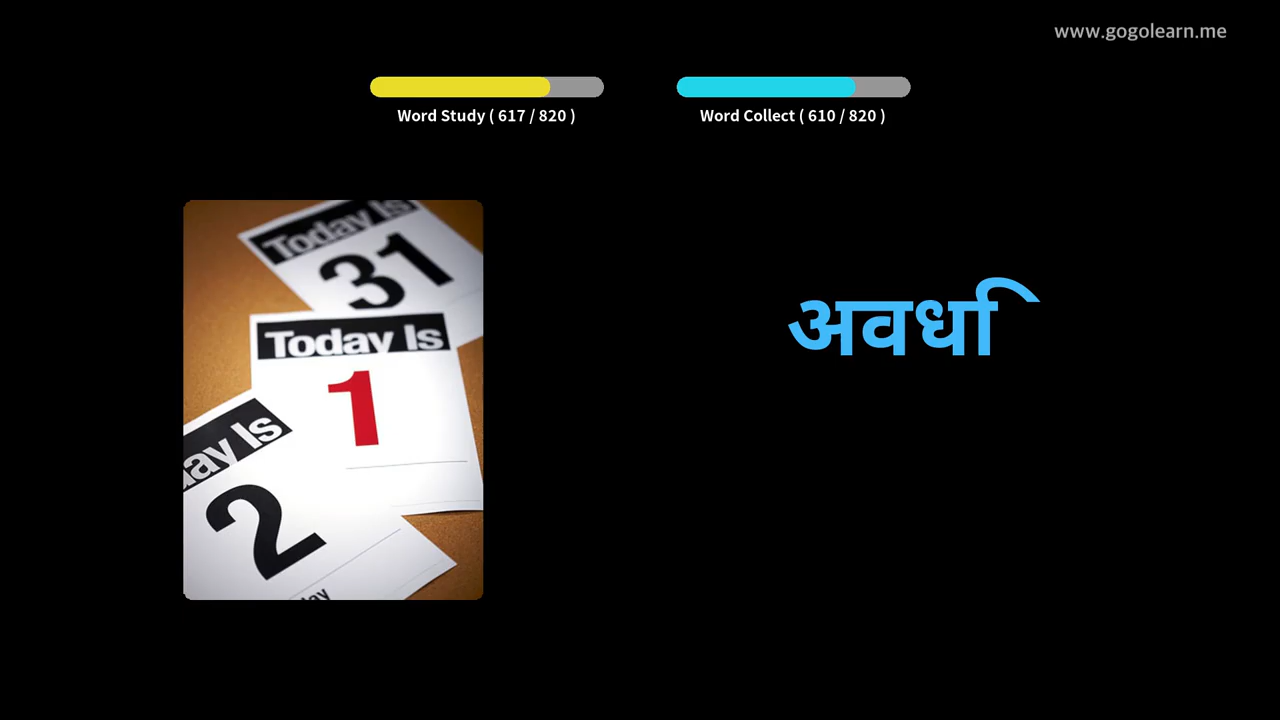 www.gogolearn.me
Word Study ( 617 / 820 )
Word Collect ( 610 / 820 )
Today Is
31
Today Is
1
ay Is
2
ay
अवधि